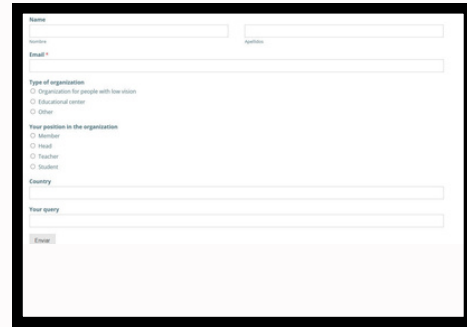 Name
Nombre Apellidos
Email *
Type of organization
Organization for people with low vision
Educational center
Other
Your position in the organization
Member
Head
Teacher
Student
Country
Your query
Enviar